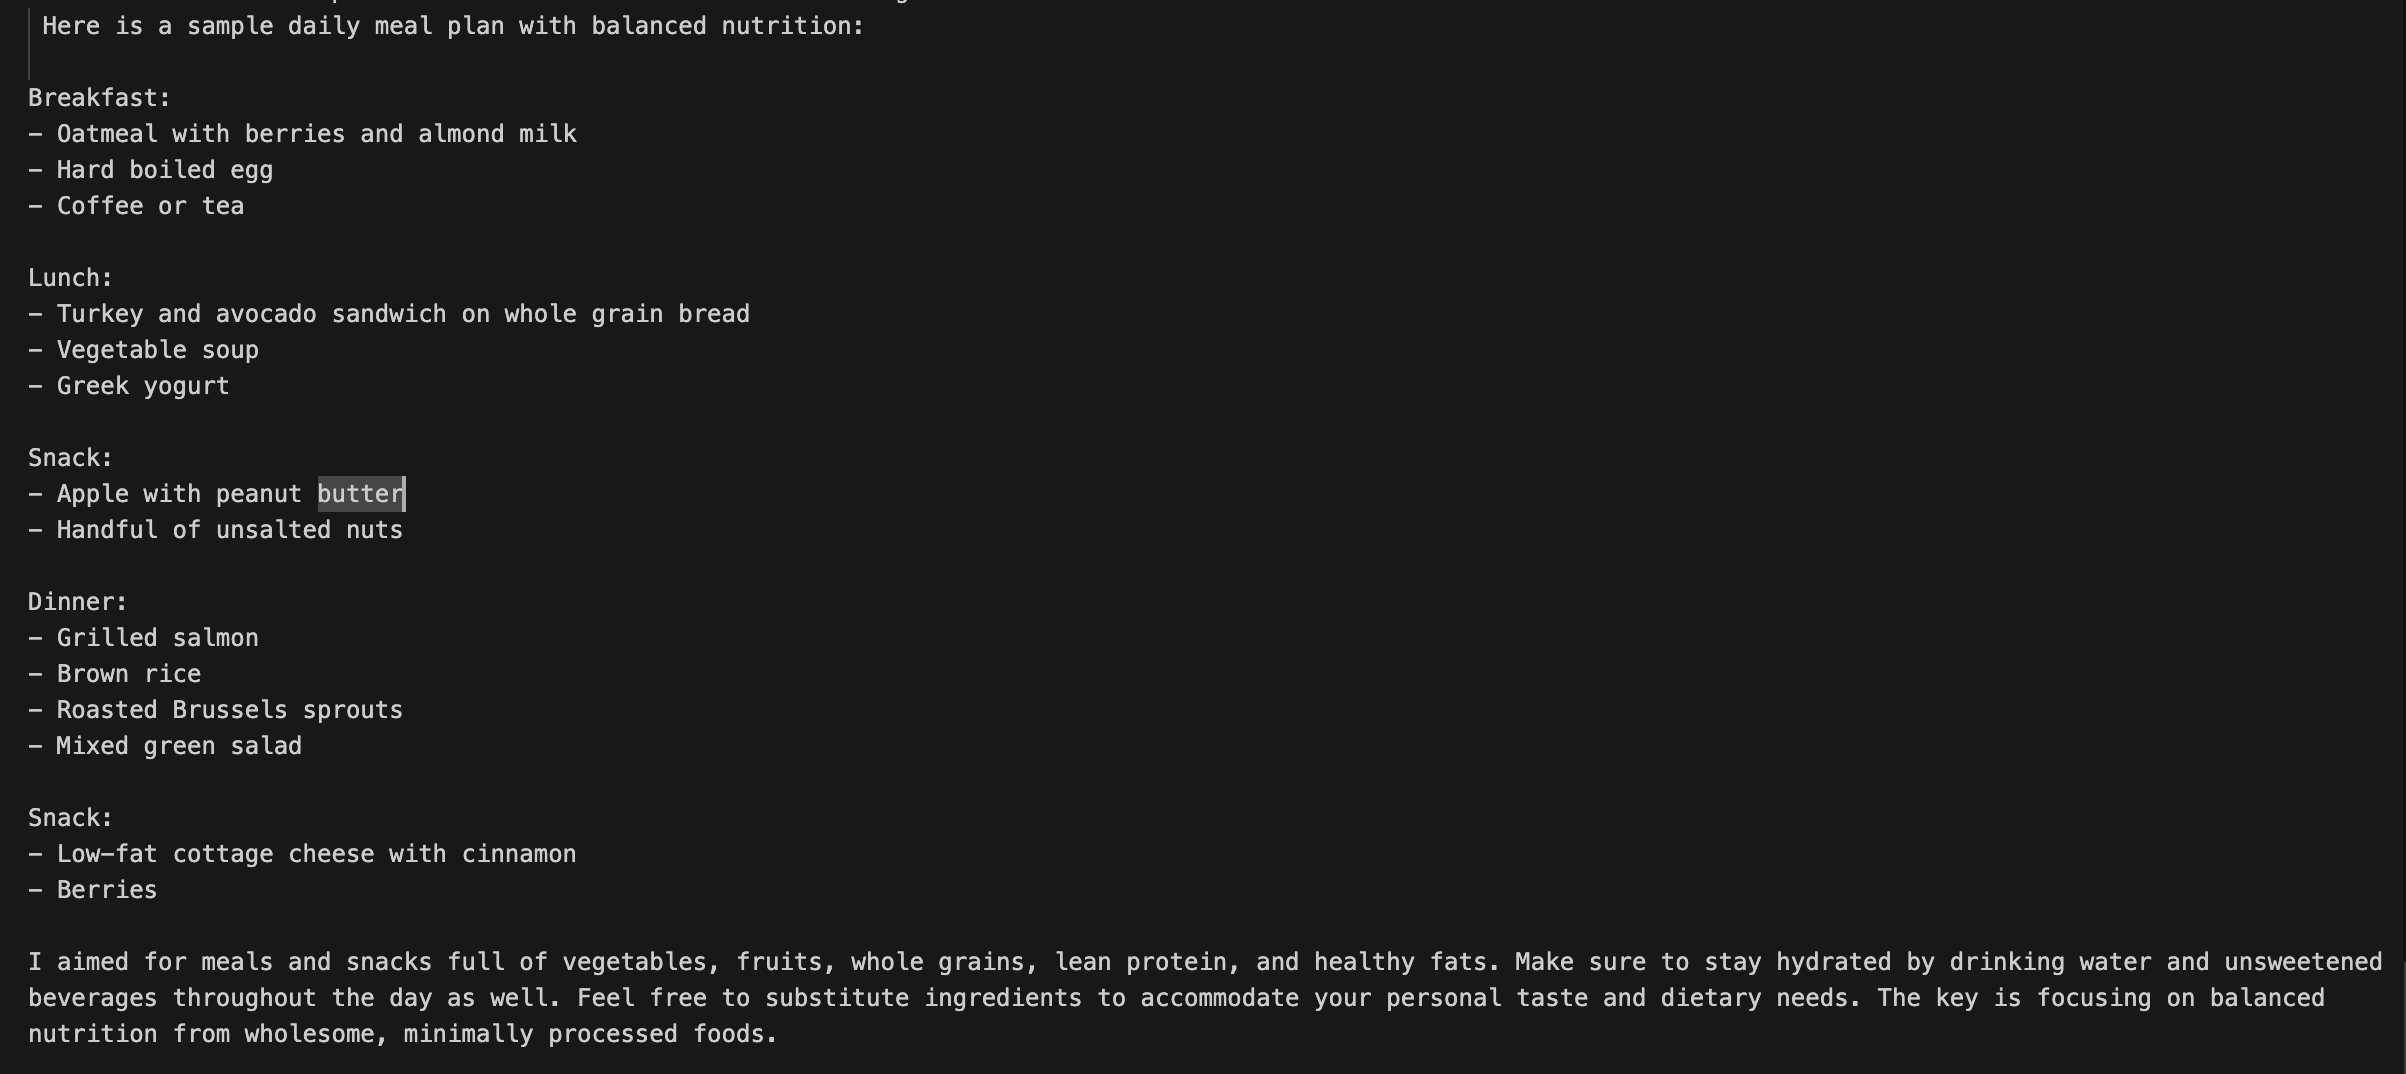 Here is a sample daily meal plan with balanced nutrition:
Breakfast:
- Oatmeal with berries and almond milk
- Hard boiled egg
- Coffee or tea
Lunch:
- Turkey and avocado sandwich on whole grain bread
- Vegetable soup
- Greek yogurt
Snack:
- Apple with peanut butter
- Handful of unsalted nuts
Dinner:
- Grilled salmon
- Brown rice
- Roasted Brussels sprouts
- Mixed green salad
Snack:
- Low-fat cottage cheese with cinnamon
- Berries
I aimed for meals and snacks full of vegetables, fruits, whole grains, lean protein, and healthy fats. Make sure to stay hydrated by drinking water and unsweetened
beverages throughout the day as well. Feel free to substitute ingredients to accommodate your personal taste and dietary needs. The key is focusing on balanced
nutrition from wholesome, minimally processed foods.